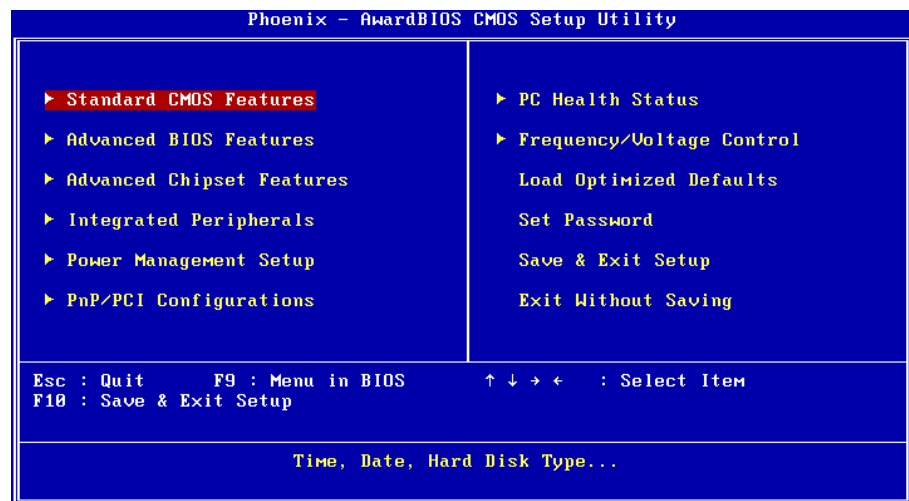 Phoenix - AwardBIOS CMOS Setup Utility
▶ Standard CMOS Features
▶ Advanced BIOS Features
▶ Advanced Chipset Features
▶ Integrated Peripherals
▶ Power Management Setup
▶ PnP/PCI Configurations
▶ PC Health Status
▶ Frequency/Voltage Control
Load Optimized Defaults
Set Password
Save & Exit Setup
Exit Without Saving
Esc : Quit F9 : Menu in BIOS ↑ ↓ → ← : Select Item
F10 : Save & Exit Setup
Time, Date, Hard Disk Type...